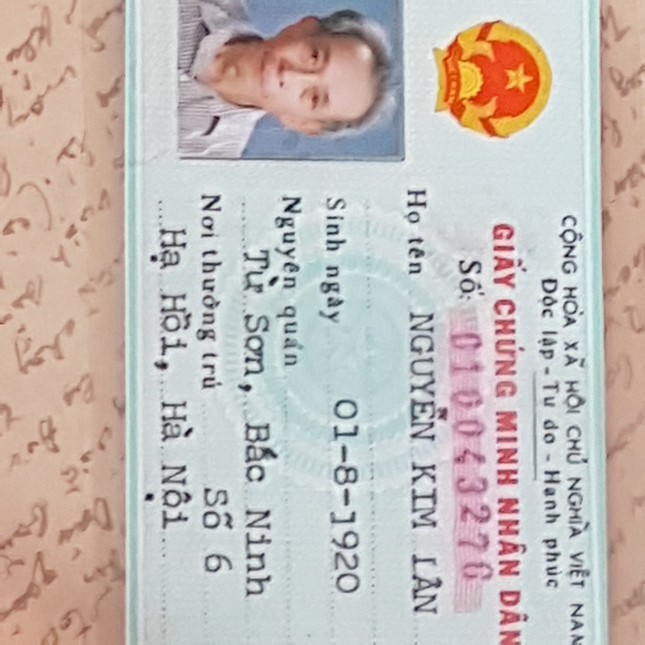 CỘNG HÒA XÃ HỘI CHỦ NGHĨA VIỆT NAM
Độc lập - Tự do - Hạnh phúc
GIẤY CHỨNG MINH NHÂN DÂN
Số:
Họ tên NGUYỄN KIM LÂN
Sinh ngày 01-8-1920
Nguyên quán
Từ Sơn, Bắc Ninh
Nơi thường trú Số 6
Hạ Hồi, Hà Nội